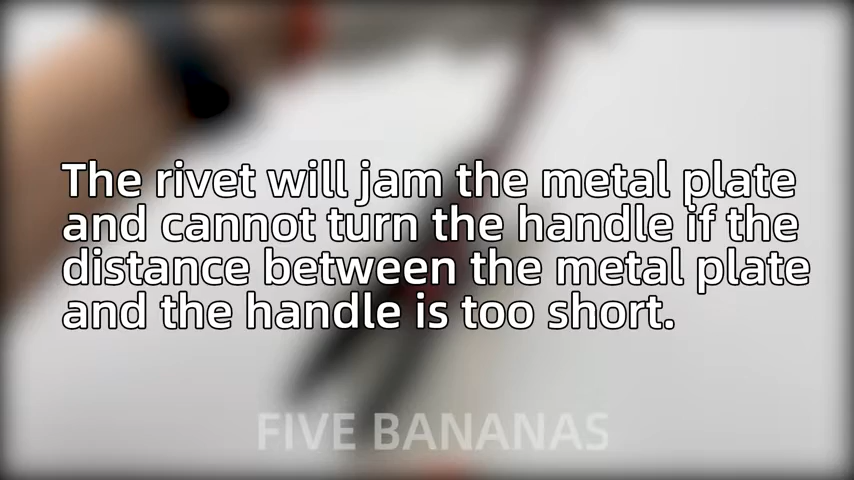 The rivet will jam the metal plate
and cannot turn the handle if the
distance between the metal plate
and the handle is too short.
FIVE BANANAS